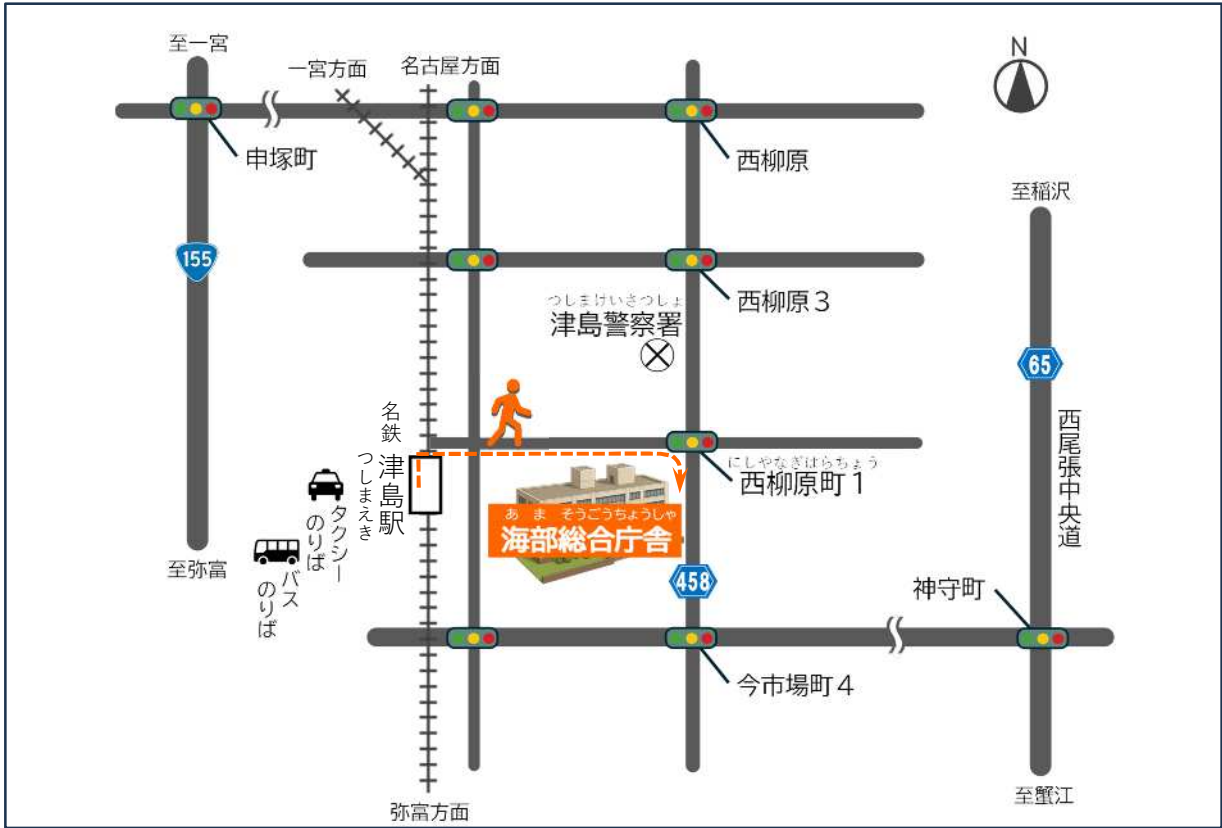 至一宮
一宮方面
名古屋方面
N
申塚町
西柳原
至稲沢
155
つしまけいさつしょ
津島警察署
西柳原3
65
西尾張中央道
名鉄
津島駅
つしまえき
にしやなぎはらちょう
西柳原町1
タクシー
のりば
バス
のりば
あま そうごうちょうしゃ
海部総合庁舎
至弥富
458
神守町
今市場町4
弥富方面
至蟹江